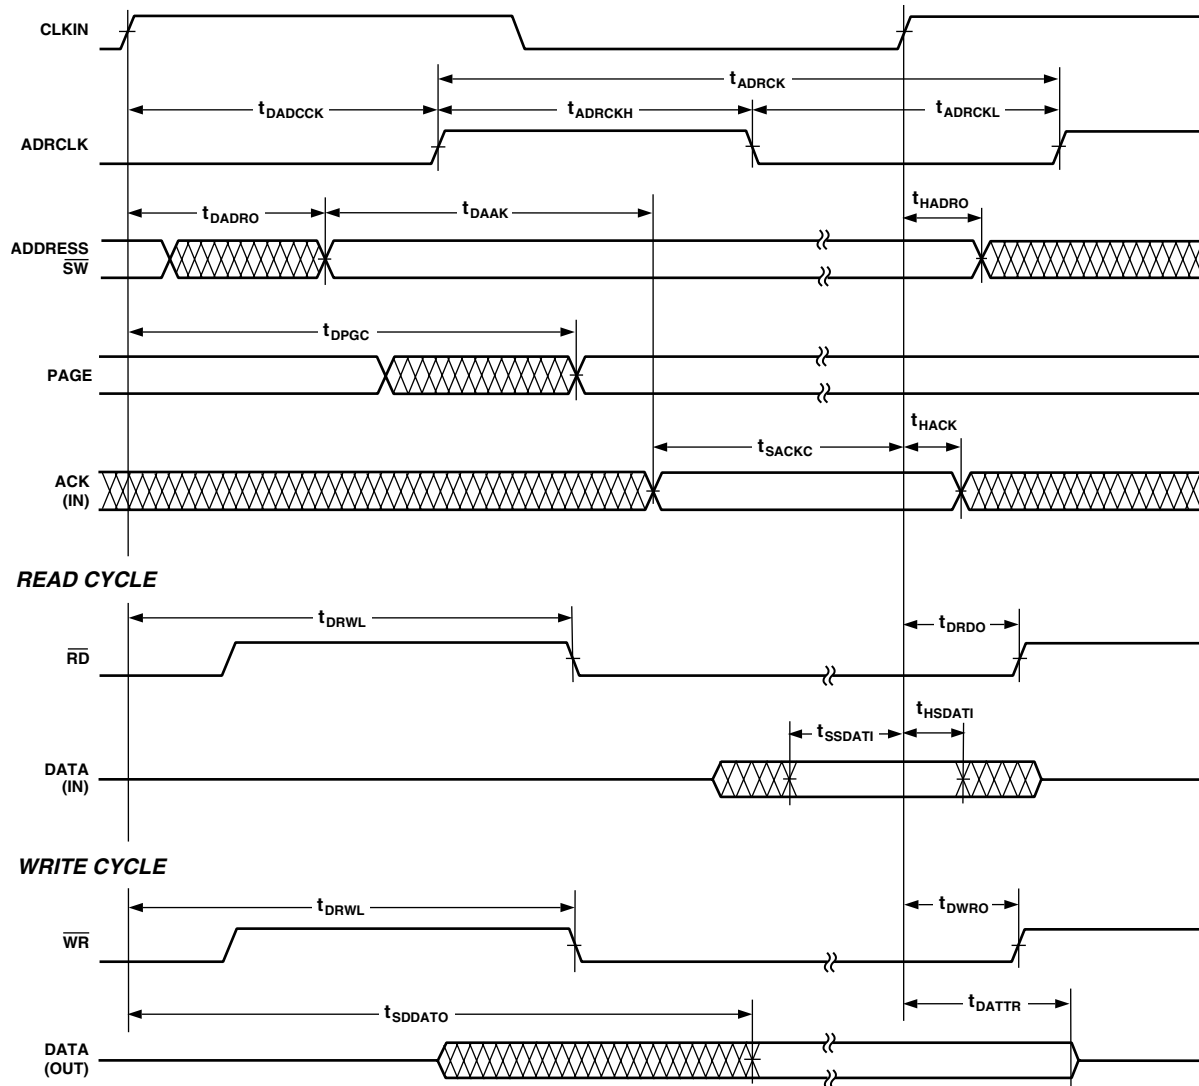 CLKIN
tADRCK
tDADCCK
tADRCKH
tADRCKL
ADRCLK
tDADRO
tDAAK
tHADRO
ADDRESS
SW
tDPGC
PAGE
tSACKC
tHACK
ACK
(IN)
READ CYCLE
tDRWL
tDRDO
RD
tSSDATI
tHSDATI
DATA
(IN)
WRITE CYCLE
tDRWL
tDWRO
WR
tSDDATO
tDATTR
DATA
(OUT)